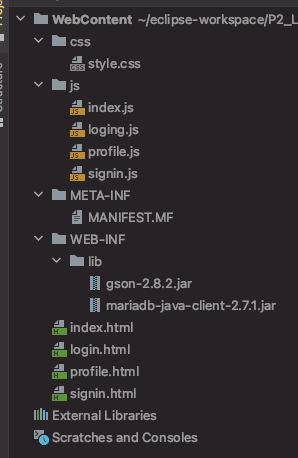 WebContent ~/eclipse-workspace/P2_L
css
style.css
js
index.js
loging.js
profile.js
signin.js
META-INF
MANIFEST.MF
WEB-INF
lib
gson-2.8.2.jar
mariadb-java-client-2.7.1.jar
index.html
login.html
profile.html
signin.html
External Libraries
Scratches and Consoles